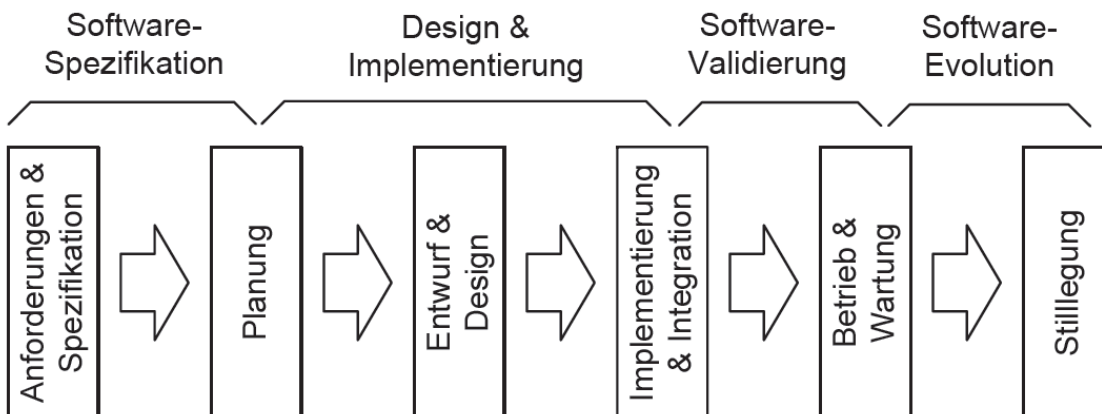 Software-
Spezifikation
Design &
Implementierung
Software-
Validierung
Software-
Evolution
Anforderungen &
Spezifikation
Planung
Entwurf &
Design
Implementierung
& Integration
Betrieb &
Wartung
Stilllegung